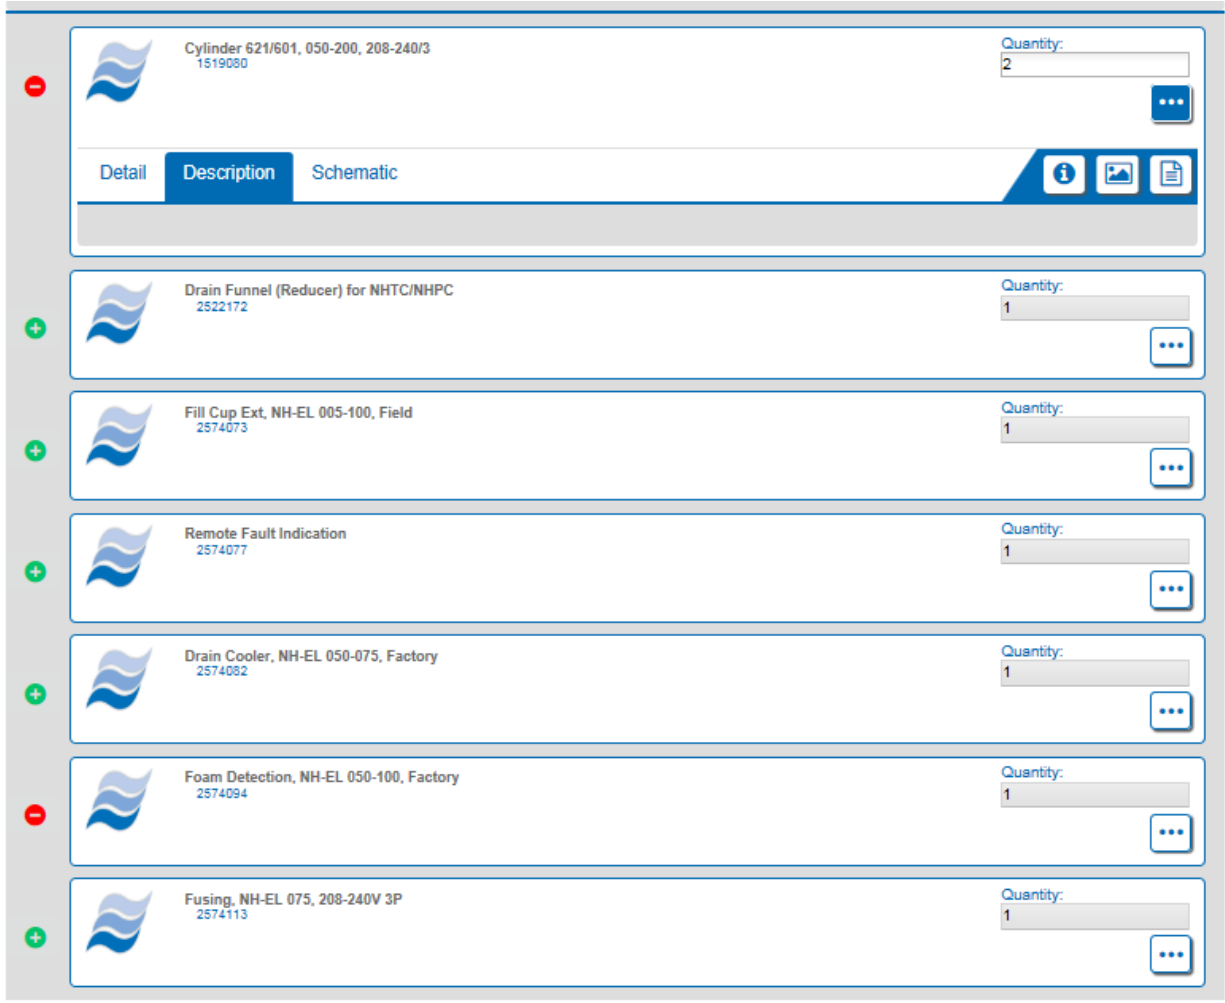 Cylinder 621/601, 050-200, 208-240/3
1519080
Quantity:
2
Detail Description Schematic
Drain Funnel (Reducer) for NHTC/NHPC
2522172
Quantity:
1
Fill Cup Ext, NH-EL 005-100, Field
2574073
Quantity:
1
Remote Fault Indication
2574077
Quantity:
1
Drain Cooler, NH-EL 050-075, Factory
2574082
Quantity:
1
Foam Detection, NH-EL 050-100, Factory
2574094
Quantity:
1
Fusing, NH-EL 075, 208-240V 3P
2574113
Quantity:
1